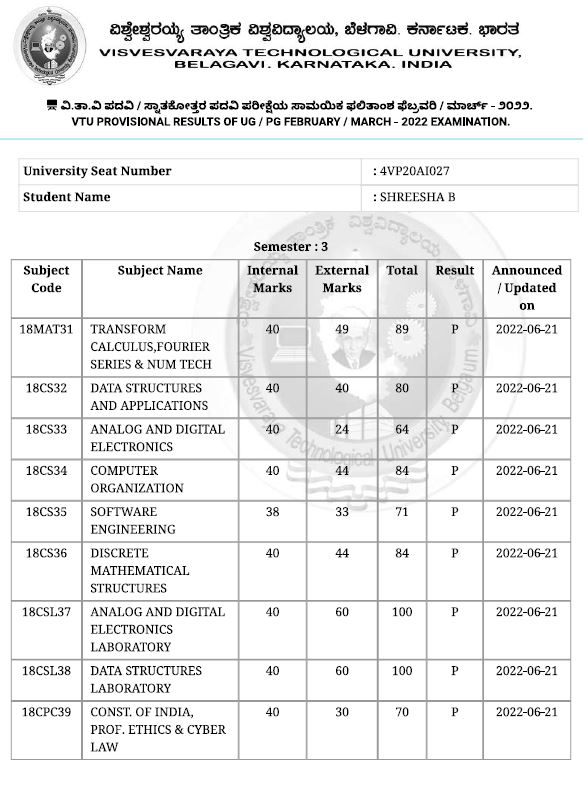 ವಿಶ್ವೇಶ್ವರಯ್ಯ ತಾಂತ್ರಿಕ ವಿಶ್ವವಿದ್ಯಾಲಯ, ಬೆಳಗಾವಿ. ಕರ್ನಾಟಕ. ಭಾರತ
VISVESVARAYA TECHNOLOGICAL UNIVERSITY,
BELAGAVI. KARNATAKA. INDIA
ವಿ.ತಾ.ವಿ ಪದವಿ / ಸ್ನಾತಕೋತ್ತರ ಪದವಿ ಪರೀಕ್ಷೆಯ ಸಾಮಯಿಕ ಫಲಿತಾಂಶ ಫೆಬ್ರವರಿ / ಮಾರ್ಚ್ - ೨೦೨೨.
VTU PROVISIONAL RESULTS OF UG / PG FEBRUARY / MARCH - 2022 EXAMINATION.
University Seat Number : 4VP20AI027
Student Name : SHREESHA B
Semester : 3
Subject Code Subject Name Internal Marks External Marks Total Result Announced / Updated on
18MAT31 TRANSFORM 40 49 89 P 2022-06-21
CALCULUS,FOURIER
SERIES & NUM TECH
18CS32 DATA STRUCTURES 40 40 80 P 2022-06-21
AND APPLICATIONS
18CS33 ANALOG AND DIGITAL 40 24 64 P 2022-06-21
ELECTRONICS
18CS34 COMPUTER 40 44 84 P 2022-06-21
ORGANIZATION
18CS35 SOFTWARE 38 33 71 P 2022-06-21
ENGINEERING
18CS36 DISCRETE 40 44 84 P 2022-06-21
MATHEMATICAL
STRUCTURES
18CSL37 ANALOG AND DIGITAL 40 60 100 P 2022-06-21
ELECTRONICS
LABORATORY
18CSL38 DATA STRUCTURES 40 60 100 P 2022-06-21
LABORATORY
18CPC39 CONST. OF INDIA, 40 30 70 P 2022-06-21
PROF. ETHICS & CYBER
LAW
Visvesvaraya Technological University Belgaum